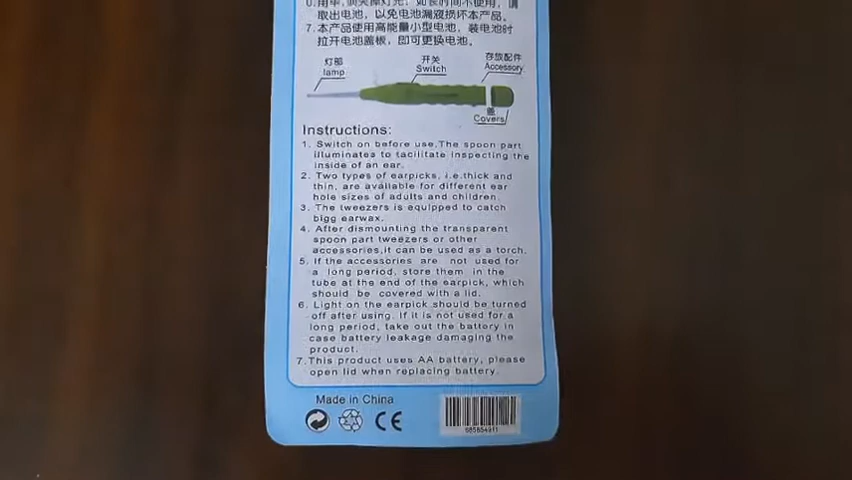 取出电池，以免电池漏液损坏本产品。
7.本产品使用高能量小型电池，装电池时
拉开电池盖板，即可更换电池。
灯部
lamp
开关
Switch
存放配件
Accessory
盖
Covers
Instructions:
1. Switch on before use.The spoon part
illuminates to facilitate inspecting the
inside of an ear.
2. Two types of earpicks, i.e.thick and
thin, are available for different ear
hole sizes of adults and children.
3. The tweezers is equipped to catch
bigg earwax.
4. After dismounting the transparent
spoon part tweezers or other
accessories,it can be used as a torch.
5. If the accessories are not used for
a long period, store them in the
tube at the end of the earpick, which
should be covered with a lid.
6. Light on the earpick should be turned
off after using. If it is not used for a
long period, take out the battery in
case battery leakage damaging the
product.
7.This product uses AA battery, please
open lid when replacing battery.
Made in China
CE